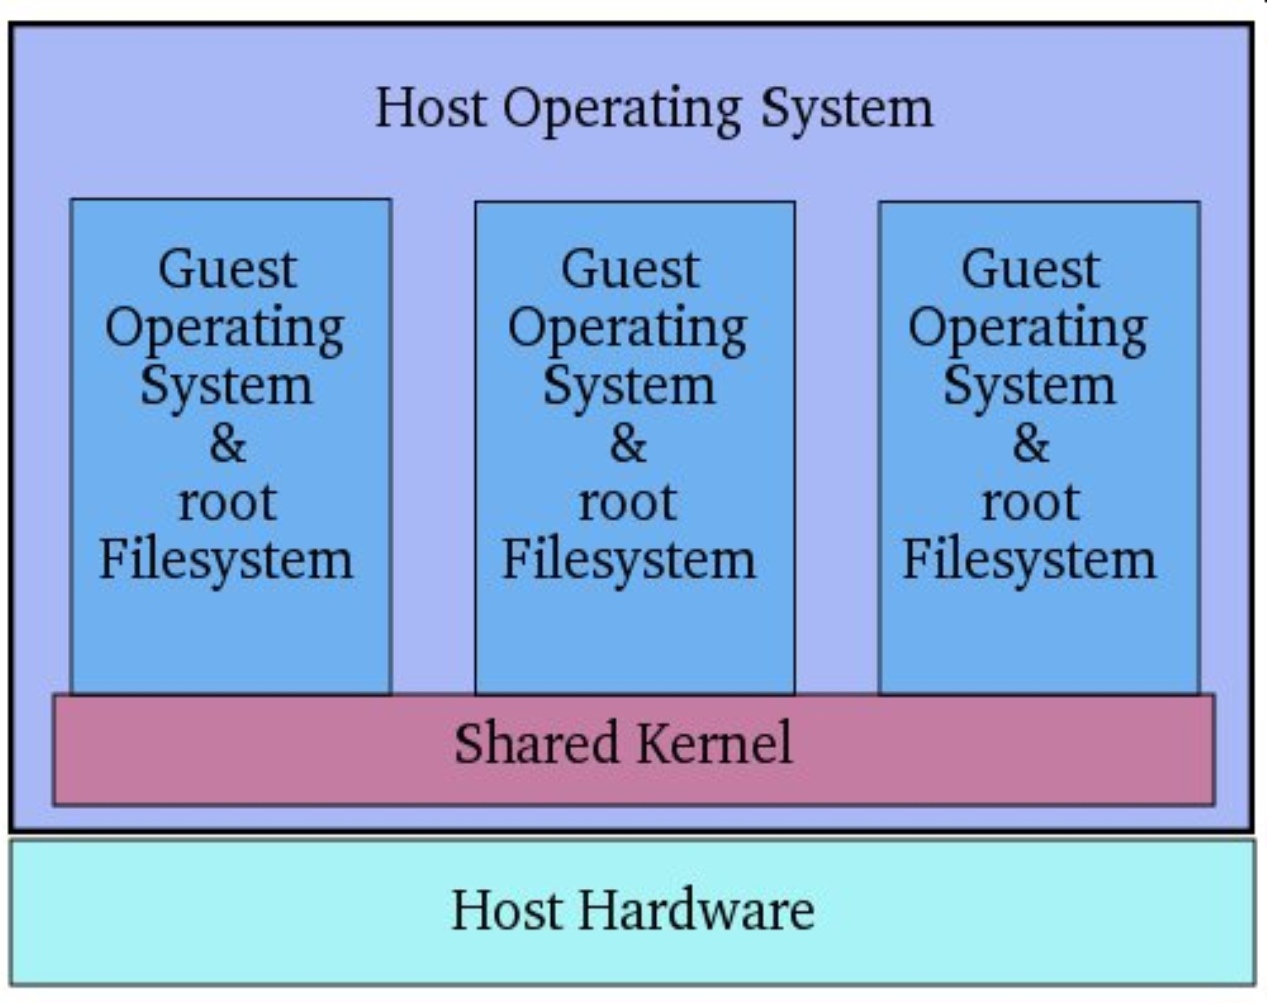 Host Operating System
Guest
Operating
System
&
root
Filesystem
Guest
Operating
System
&
root
Filesystem
Guest
Operating
System
&
root
Filesystem
Shared Kernel
Host Hardware